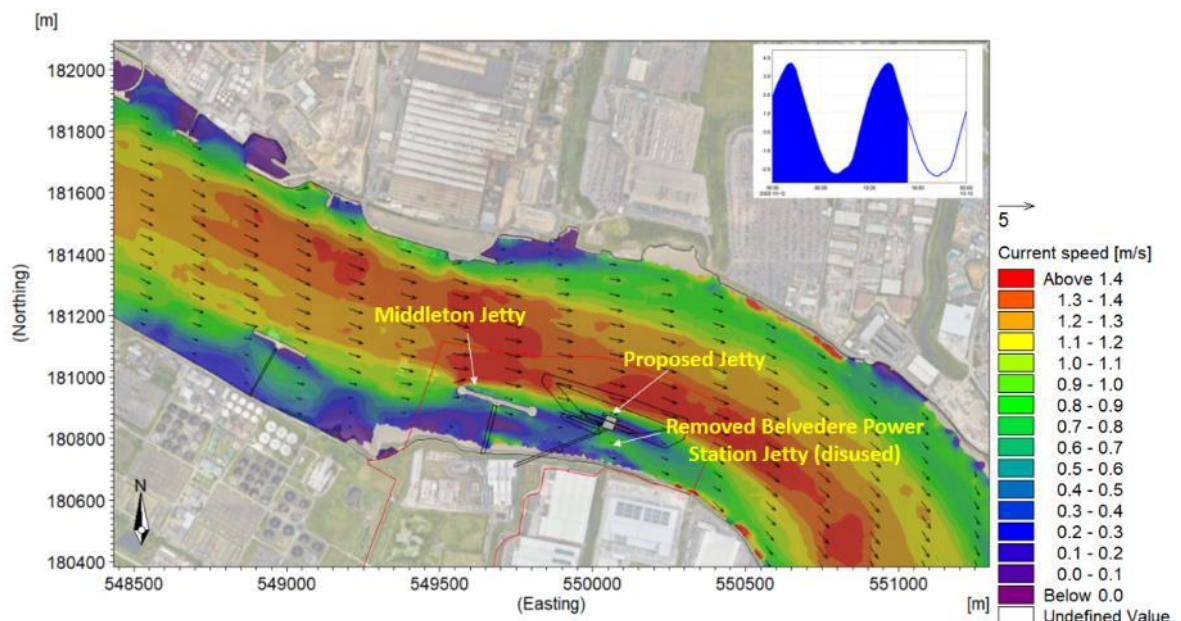 [m]
182000
181800
181600
181400
181200
181000
180800
180600
180400
(Northing)
548500
549000
549500
550000
550500
551000
(Easting)
[m]
Middleton Jetty
Proposed Jetty
Removed Belvedere Power
Station Jetty (disused)
N
5
Current speed [m/s]
Above 1.4
1.3 - 1.4
1.2 - 1.3
1.1 - 1.2
1.0 - 1.1
0.9 - 1.0
0.8 - 0.9
0.7 - 0.8
0.6 - 0.7
0.5 - 0.6
0.4 - 0.5
0.3 - 0.4
0.2 - 0.3
0.1 - 0.2
0.0 - 0.1
Below 0.0
Undefined Value